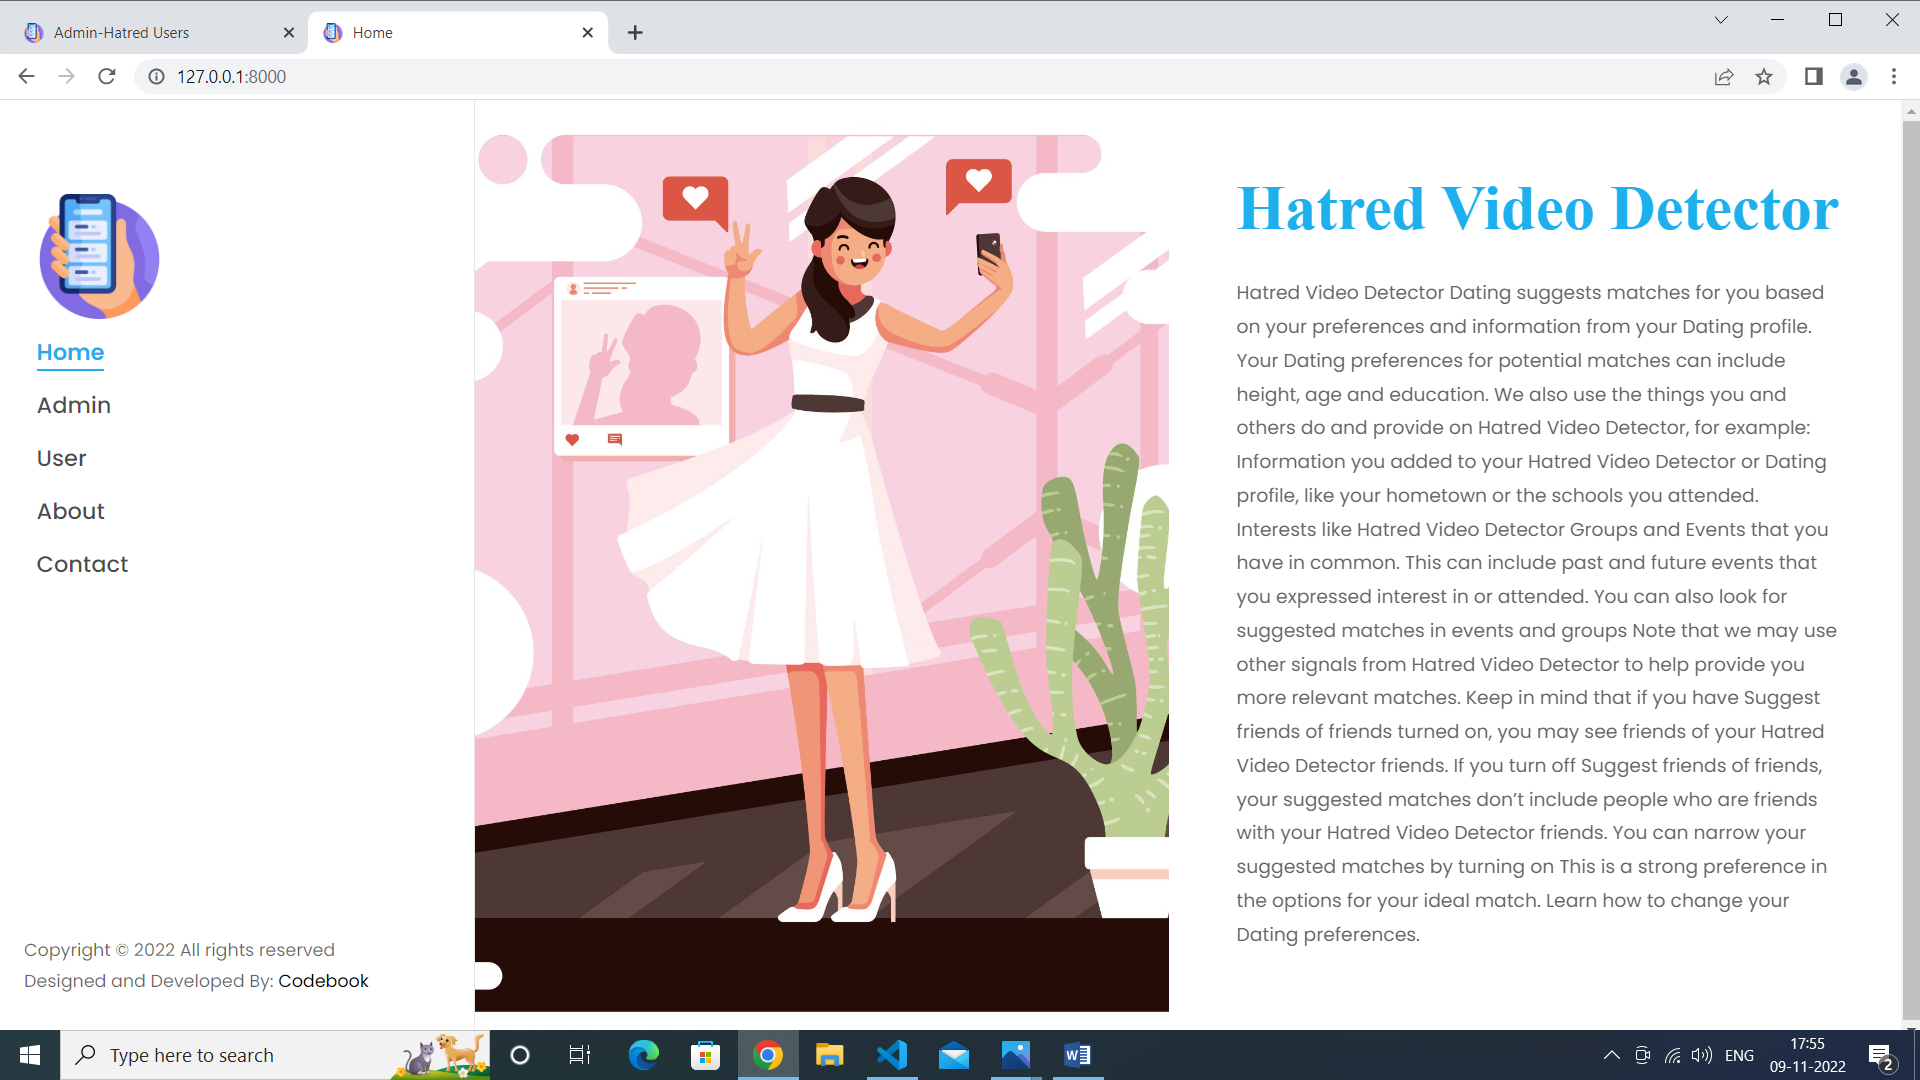 Admin-Hatred Users
Home
127.0.0.1:8000
Home
Admin
User
About
Contact
Copyright © 2022 All rights reserved
Designed and Developed By: Codebook
Hatred Video Detector
Hatred Video Detector Dating suggests matches for you based
on your preferences and information from your Dating profile.
Your Dating preferences for potential matches can include
height, age and education. We also use the things you and
others do and provide on Hatred Video Detector, for example:
Information you added to your Hatred Video Detector or Dating
profile, like your hometown or the schools you attended.
Interests like Hatred Video Detector Groups and Events that you
have in common. This can include past and future events that
you expressed interest in or attended. You can also look for
suggested matches in events and groups Note that we may use
other signals from Hatred Video Detector to help provide you
more relevant matches. Keep in mind that if you have Suggest
friends of friends turned on, you may see friends of your Hatred
Video Detector friends. If you turn off Suggest friends of friends,
your suggested matches don’t include people who are friends
with your Hatred Video Detector friends. You can narrow your
suggested matches by turning on This is a strong preference in
the options for your ideal match. Learn how to change your
Dating preferences.
Type here to search
W
ENG
17:55
09-11-2022
2